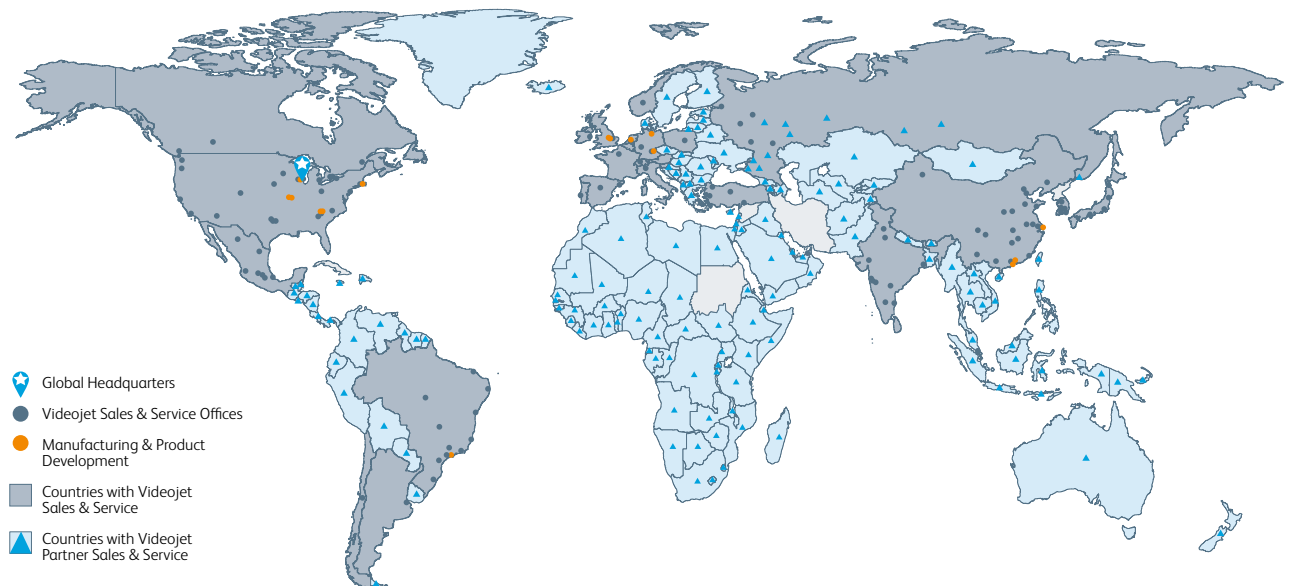 Global Headquarters
Videojet Sales & Service Offices
Manufacturing & Product
Development
Countries with Videojet
Sales & Service
Countries with Videojet
Partner Sales & Service